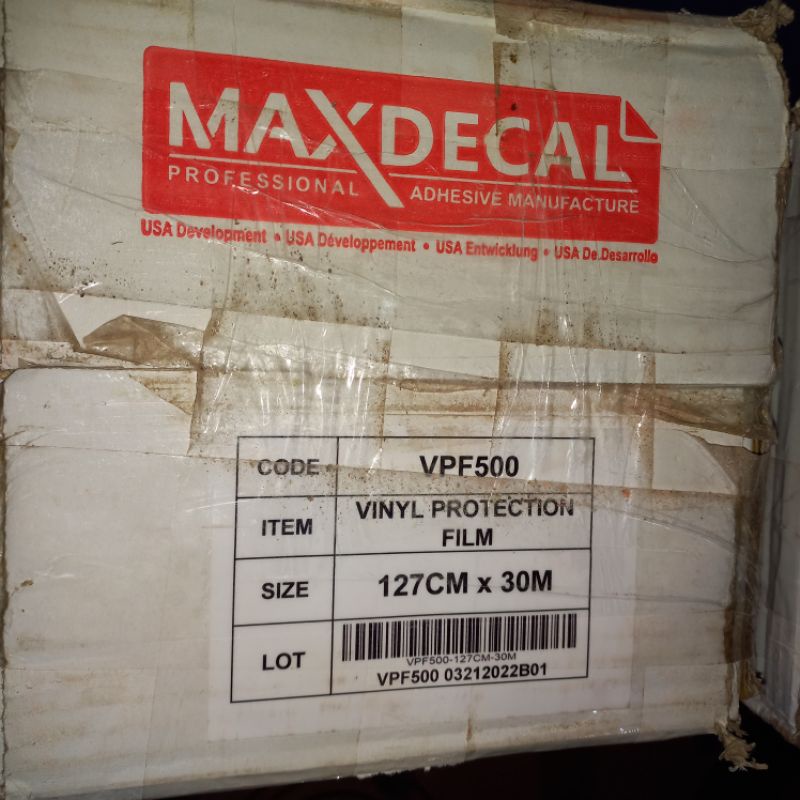 MAXDECAL
PROFESSIONAL ADHESIVE MANUFACTURE
USA Development • USA Développement • USA Entwicklung • USA De.Desarrollo
CODE VPF500
ITEM VINYL PROTECTION
FILM
SIZE 127CM x 30M
LOT
VPF500-127CM-30M
VPF500 03212022B01